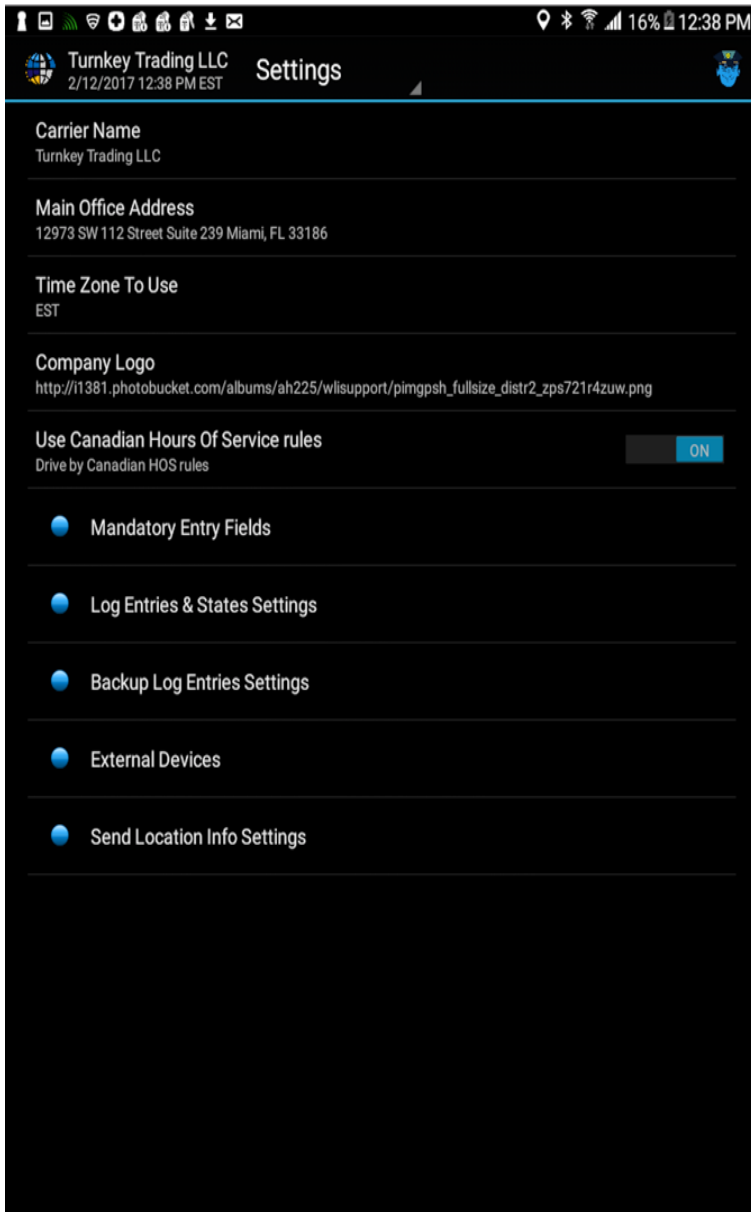 16% 12:38 PM
Turnkey Trading LLC
2/12/2017 12:38 PM EST
Settings
Carrier Name
Turnkey Trading LLC
Main Office Address
12973 SW 112 Street Suite 239 Miami, FL 33186
Time Zone To Use
EST
Company Logo
http://i1381.photobucket.com/albums/ah225/wlisupport/pimgpsh_fullsize_distr2_zps721r4zuw.png
Use Canadian Hours Of Service rules
Drive by Canadian HOS rules
ON
Mandatory Entry Fields
Log Entries & States Settings
Backup Log Entries Settings
External Devices
Send Location Info Settings